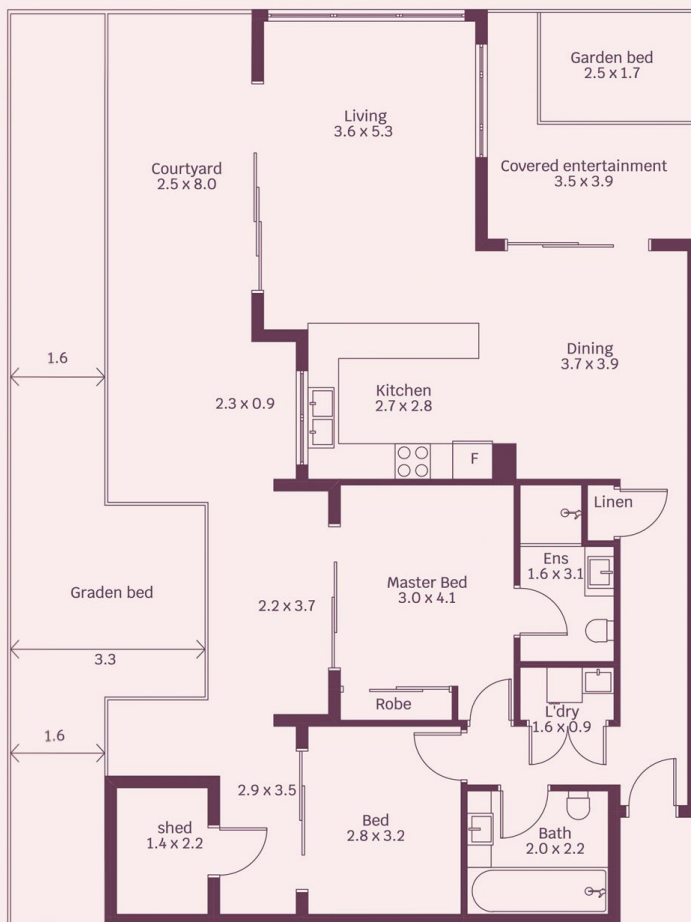 Garden bed
2.5 x 1.7
Living
3.6 x 5.3
Courtyard
2.5 x 8.0
Covered entertainment
3.5 x 3.9
Dining
3.7 x 3.9
1.6
Kitchen
2.7 x 2.8
2.3 x 0.9
F
Linen
Ens
1.6 x 3.1
Master Bed
3.0 x 4.1
Graden bed
2.2 x 3.7
3.3
Robe
L'dry
1.6 x 0.9
1.6
2.9 x 3.5
shed
1.4 x 2.2
Bed
2.8 x 3.2
Bath
2.0 x 2.2